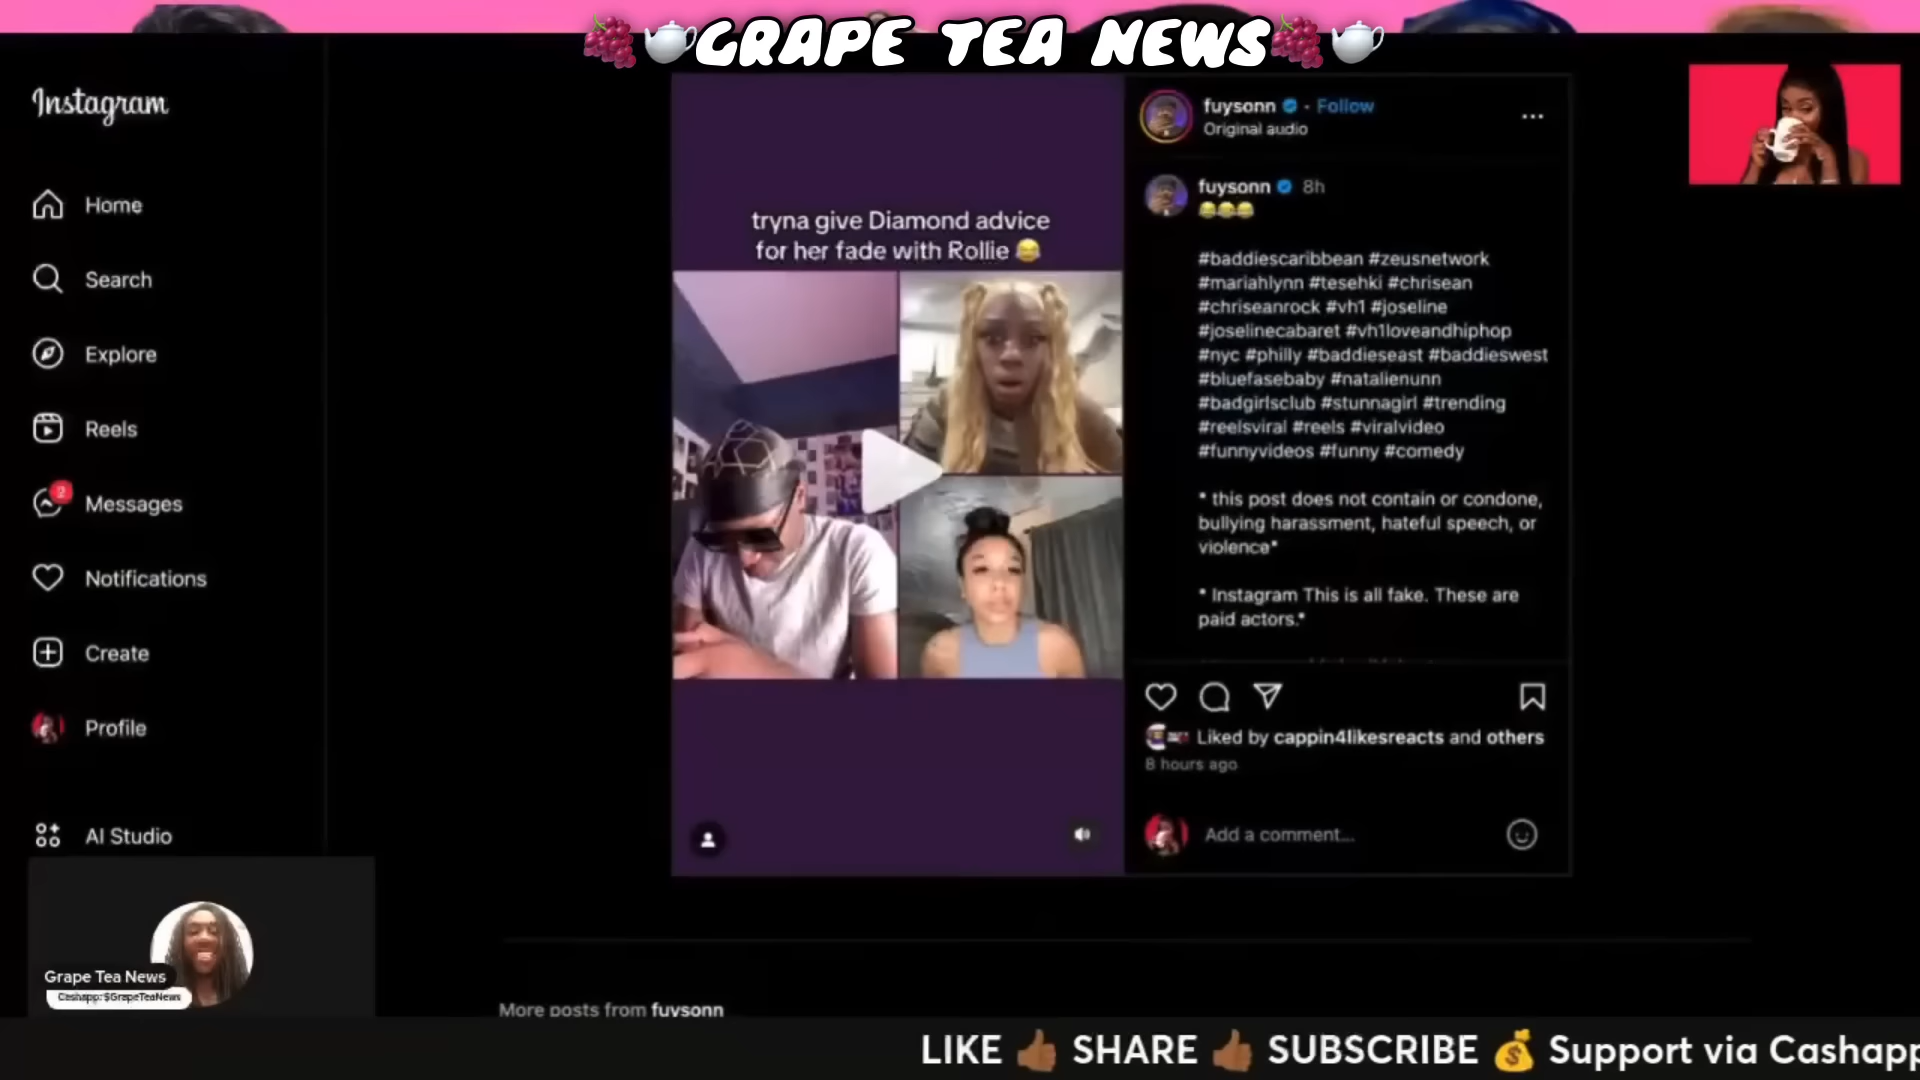 GRAPE TEA NEWS
Instagram
Home
Search
Explore
Reels
2
Messages
Notifications
Create
Profile
AI Studio
Grape Tea News
Cashapp: $GrapeTeaNews
tryna give Diamond advice
for her fade with Rollie 😂
fuysonn • Follow
Original audio
fuysonn 8h
😂😂😂
#baddiescaribbean #zeusnetwork
#mariahlynn #tesehki #chrisean
#chriseanrock #vh1 #joseline
#joselinecabaret #vh1loveandhiphop
#nyc #philly #baddieseast #baddieswest
#bluefasebaby #natalienunn
#badgirlsclub #stunnagirl #trending
#reelsviral #reels #viralvideo
#funnyvideos #funny #comedy
* this post does not contain or condone,
bullying harassment, hateful speech, or
violence*
* Instagram This is all fake. These are
paid actors.*
Liked by cappin4likesreacts and others
8 hours ago
Add a comment...
More posts from fuysonn
LIKE 👍🏾 SHARE 👍🏾 SUBSCRIBE 💰 Support via Cashapp